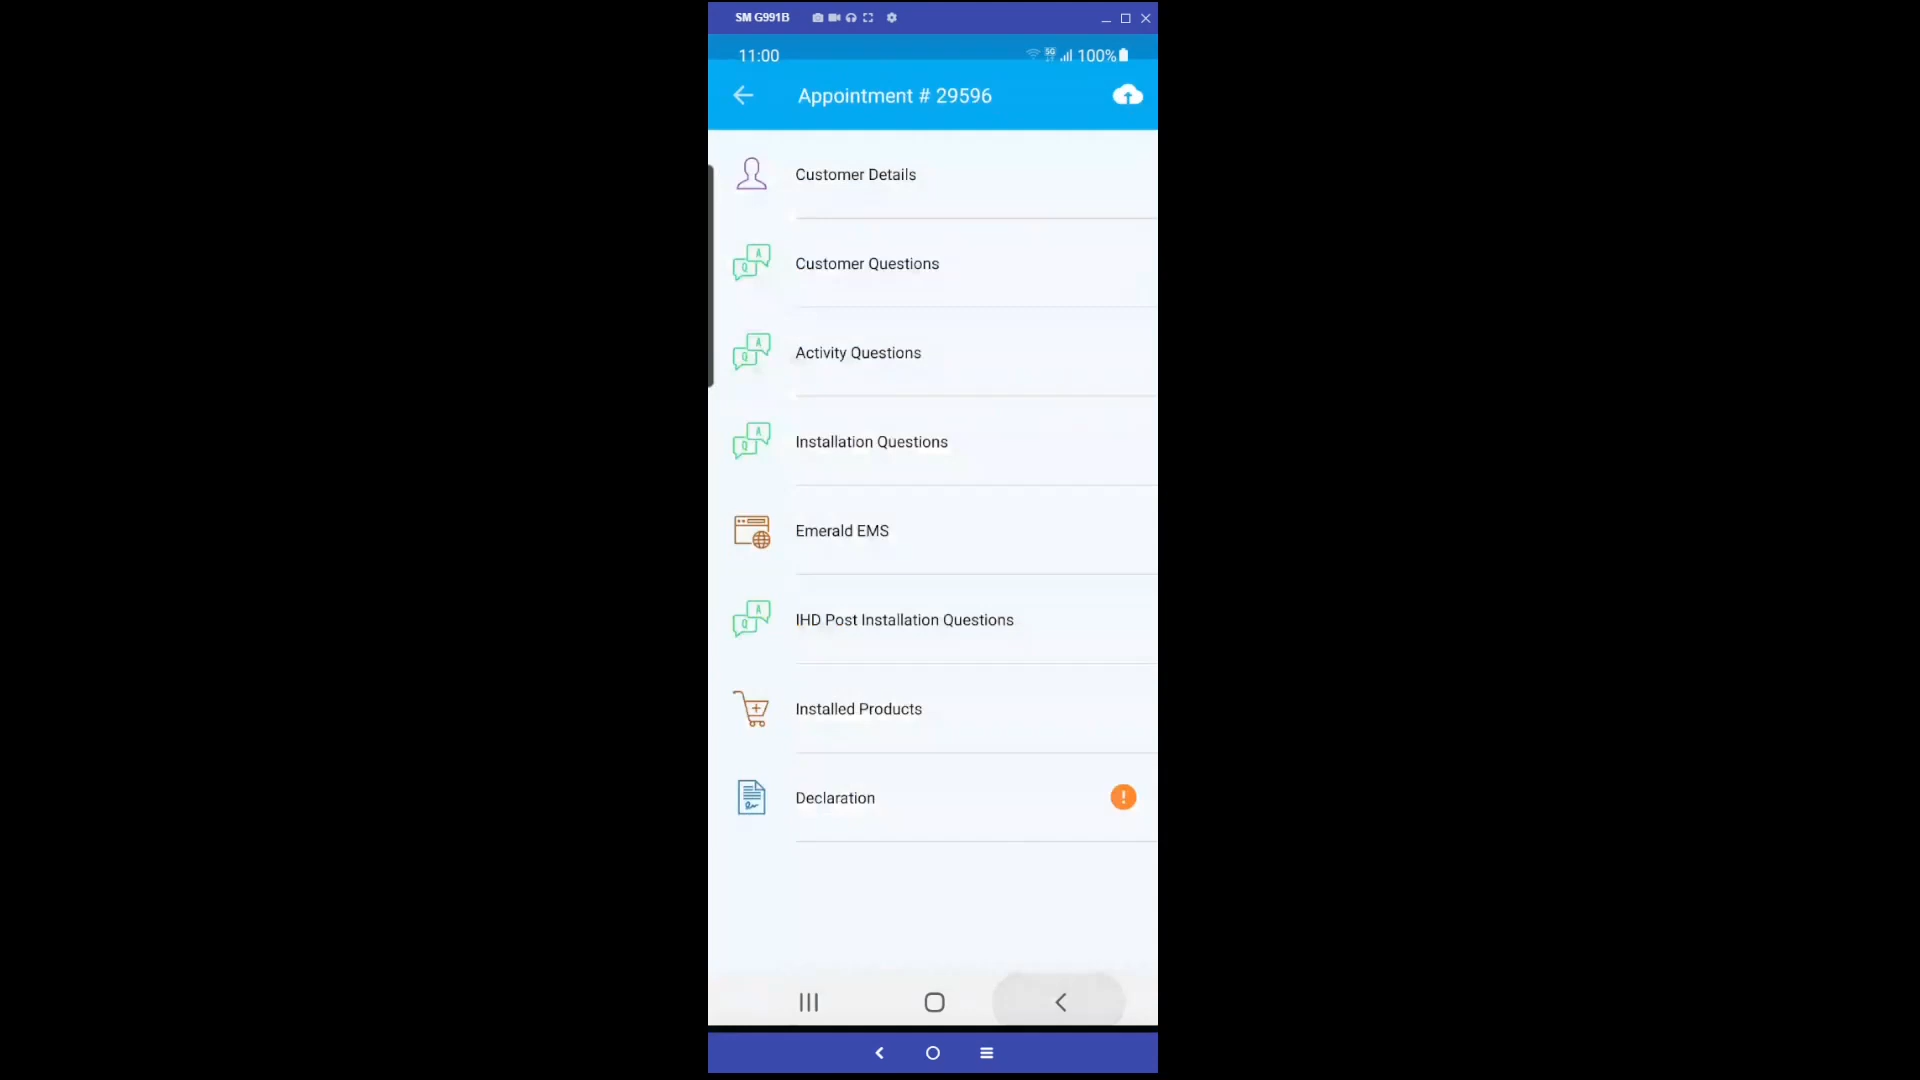 SM G991B
11:00
5G
100%
Appointment # 29596
Customer Details
A
Q
Customer Questions
A
Q
Activity Questions
A
Q
Installation Questions
Emerald EMS
A
Q
IHD Post Installation Questions
Installed Products
Declaration
!